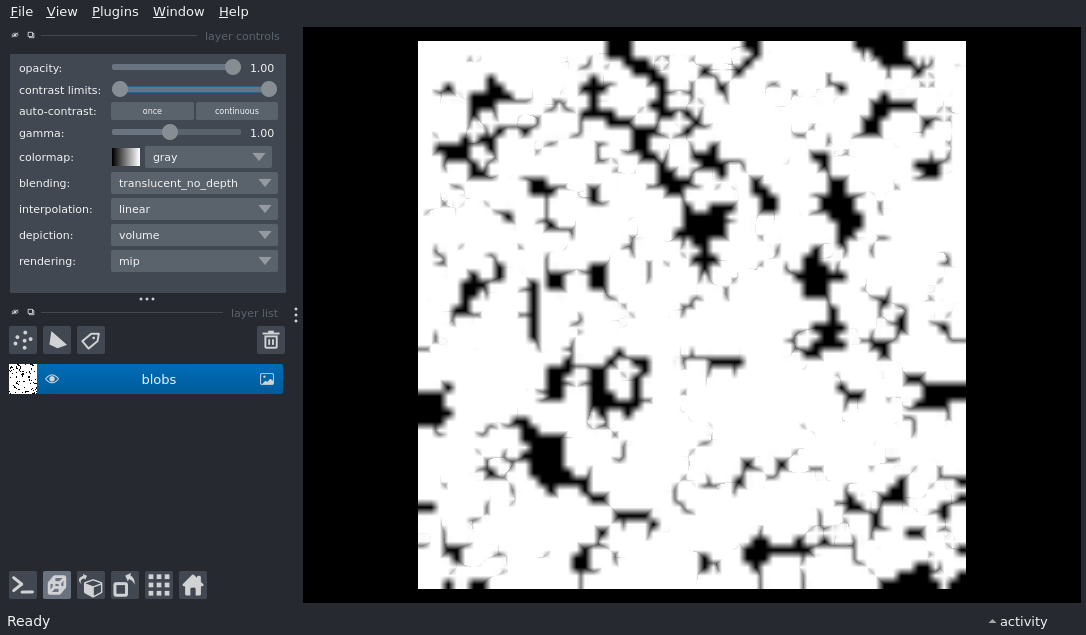 File View Plugins Window Help
layer controls
opacity: 1.00
contrast limits:
auto-contrast: once continuous
gamma: 1.00
colormap: gray
blending: translucent_no_depth
interpolation: linear
depiction: volume
rendering: mip
layer list
blobs
Ready
activity